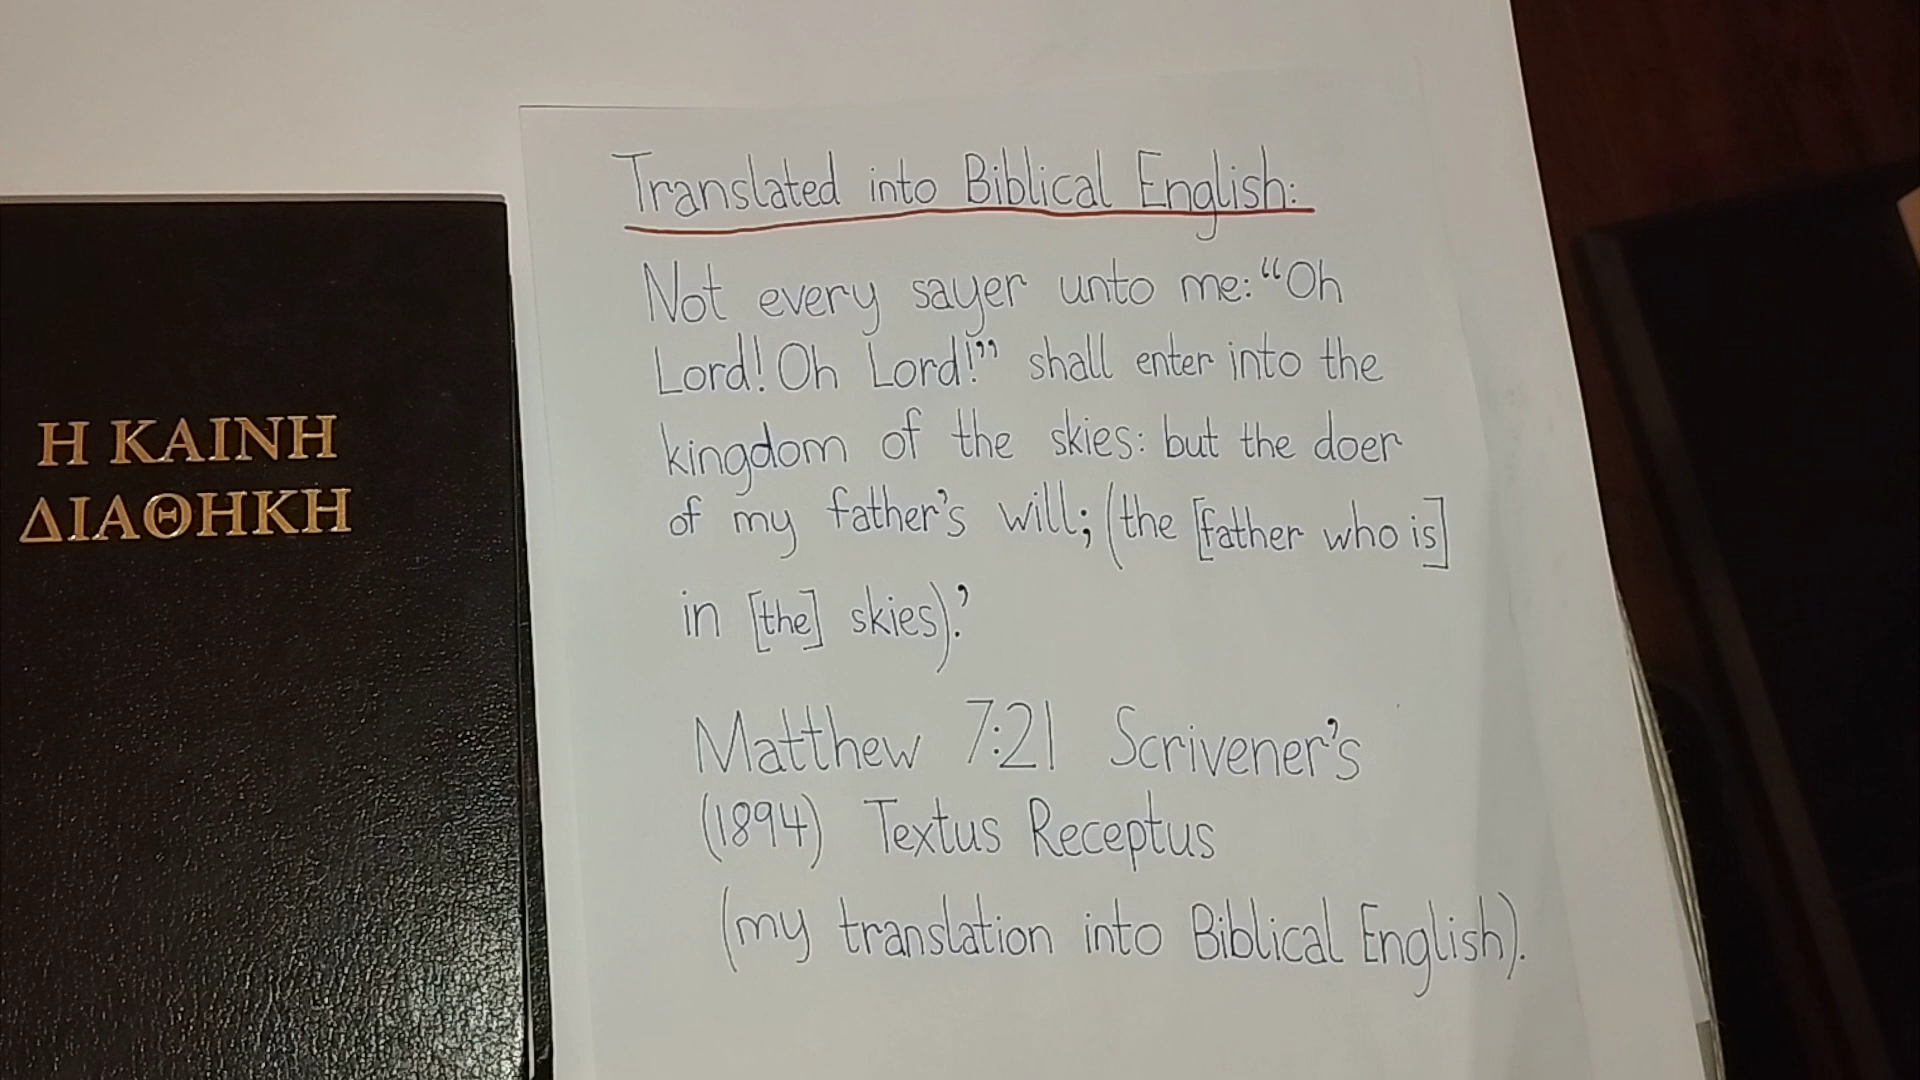 Η ΚΑΙΝΗ
ΔΙΑΘΗΚΗ
Translated into Biblical English:
Not every sayer unto me: “Oh
Lord! Oh Lord!” shall enter into the
kingdom of the skies: but the doer
of my father’s will; (the [father who is]
in [the] skies).’
Matthew 7:21 Scrivener’s
(1894) Textus Receptus
(my translation into Biblical English).